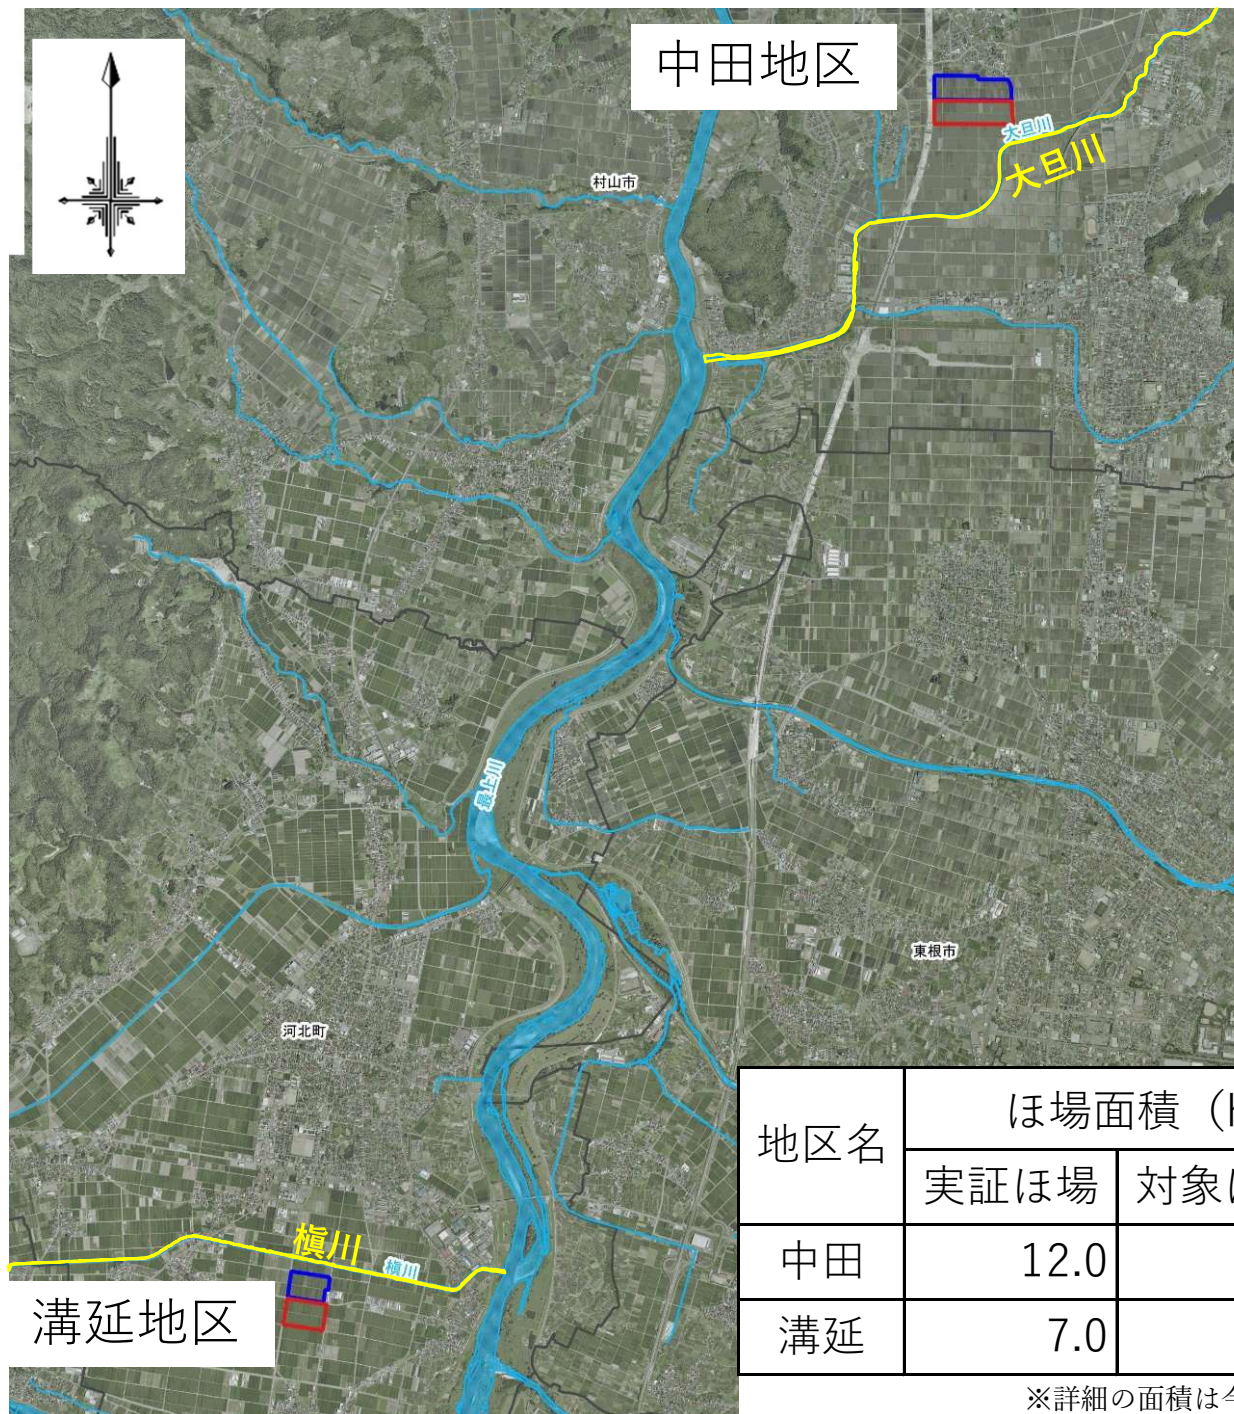 中田地区
大旦川
大旦川
村山市
最上川
東根市
河北町
槇川
槇川
溝延地区
地区名
ほ場面積（
実証ほ場
対象
中田
12.0
溝延
7.0
※詳細の面積は